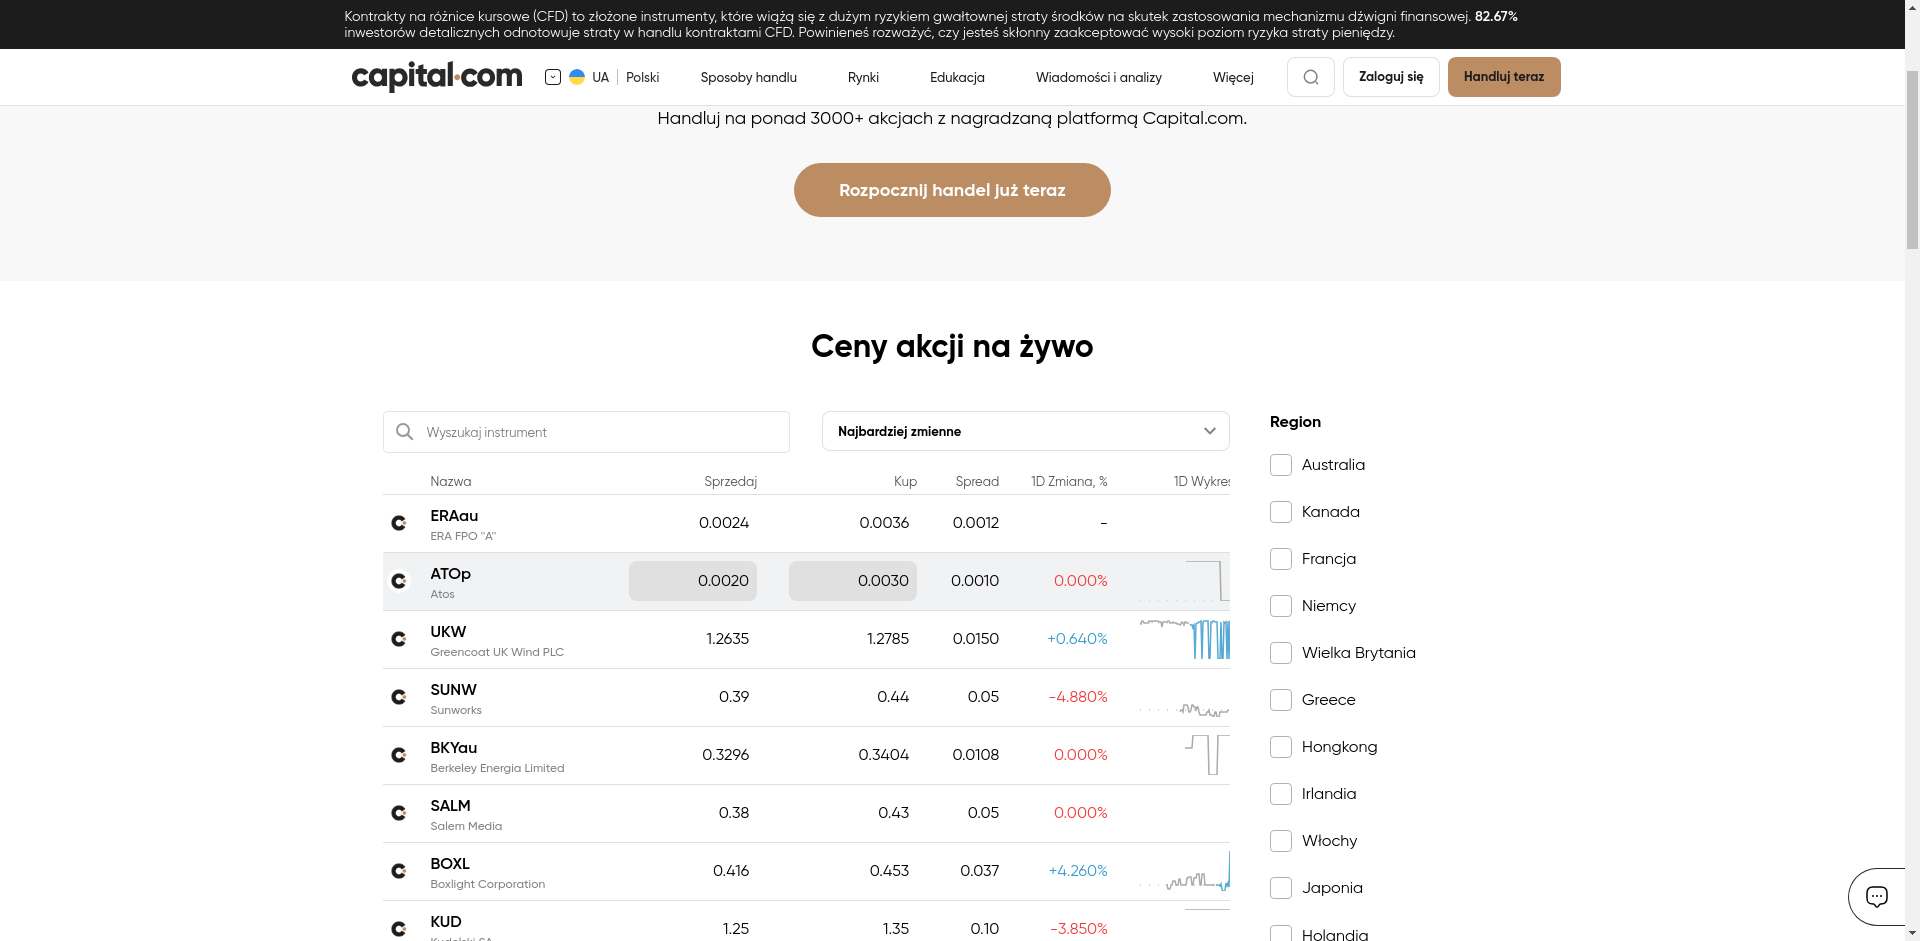 Kontrakty na różnice kursowe (CFD) to złożone instrumenty, które wiążą się z dużym ryzykiem gwałtownej straty środków na skutek zastosowania mechanizmu dźwigni finansowej. 82.67%
inwestorów detalicznych odnotowuje straty w handlu kontraktami CFD. Powinieneś rozważyć, czy jesteś skłonny zaakceptować wysoki poziom ryzyka straty pieniędzy.
capital.com UA Polski Sposoby handlu Rynki Edukacja Wiadomości i analizy Więcej Zaloguj się Handluj teraz
Handluj na ponad 3000+ akcjach z nagradzaną platformą Capital.com.
Rozpocznij handel już teraz
Ceny akcji na żywo
Wyszukaj instrument
Najbardziej zmienne
Nazwa Sprzedaj Kup Spread 1D Zmiana, % 1D Wykres
ERAau 0.0024 0.0036 0.0012 -
ERA FPO "A"
ATOp 0.0020 0.0030 0.0010 0.000%
Atos
UKW 1.2635 1.2785 0.0150 +0.640%
Greencoat UK Wind PLC
SUNW 0.39 0.44 0.05 -4.880%
Sunworks
BKYau 0.3296 0.3404 0.0108 0.000%
Berkeley Energia Limited
SALM 0.38 0.43 0.05 0.000%
Salem Media
BOXL 0.416 0.453 0.037 +4.260%
Boxlight Corporation
KUD 1.25 1.35 0.10 -3.850%
Kudelski SA
Region
Australia
Kanada
Francja
Niemcy
Wielka Brytania
Greece
Hongkong
Irlandia
Włochy
Japonia
Holandia